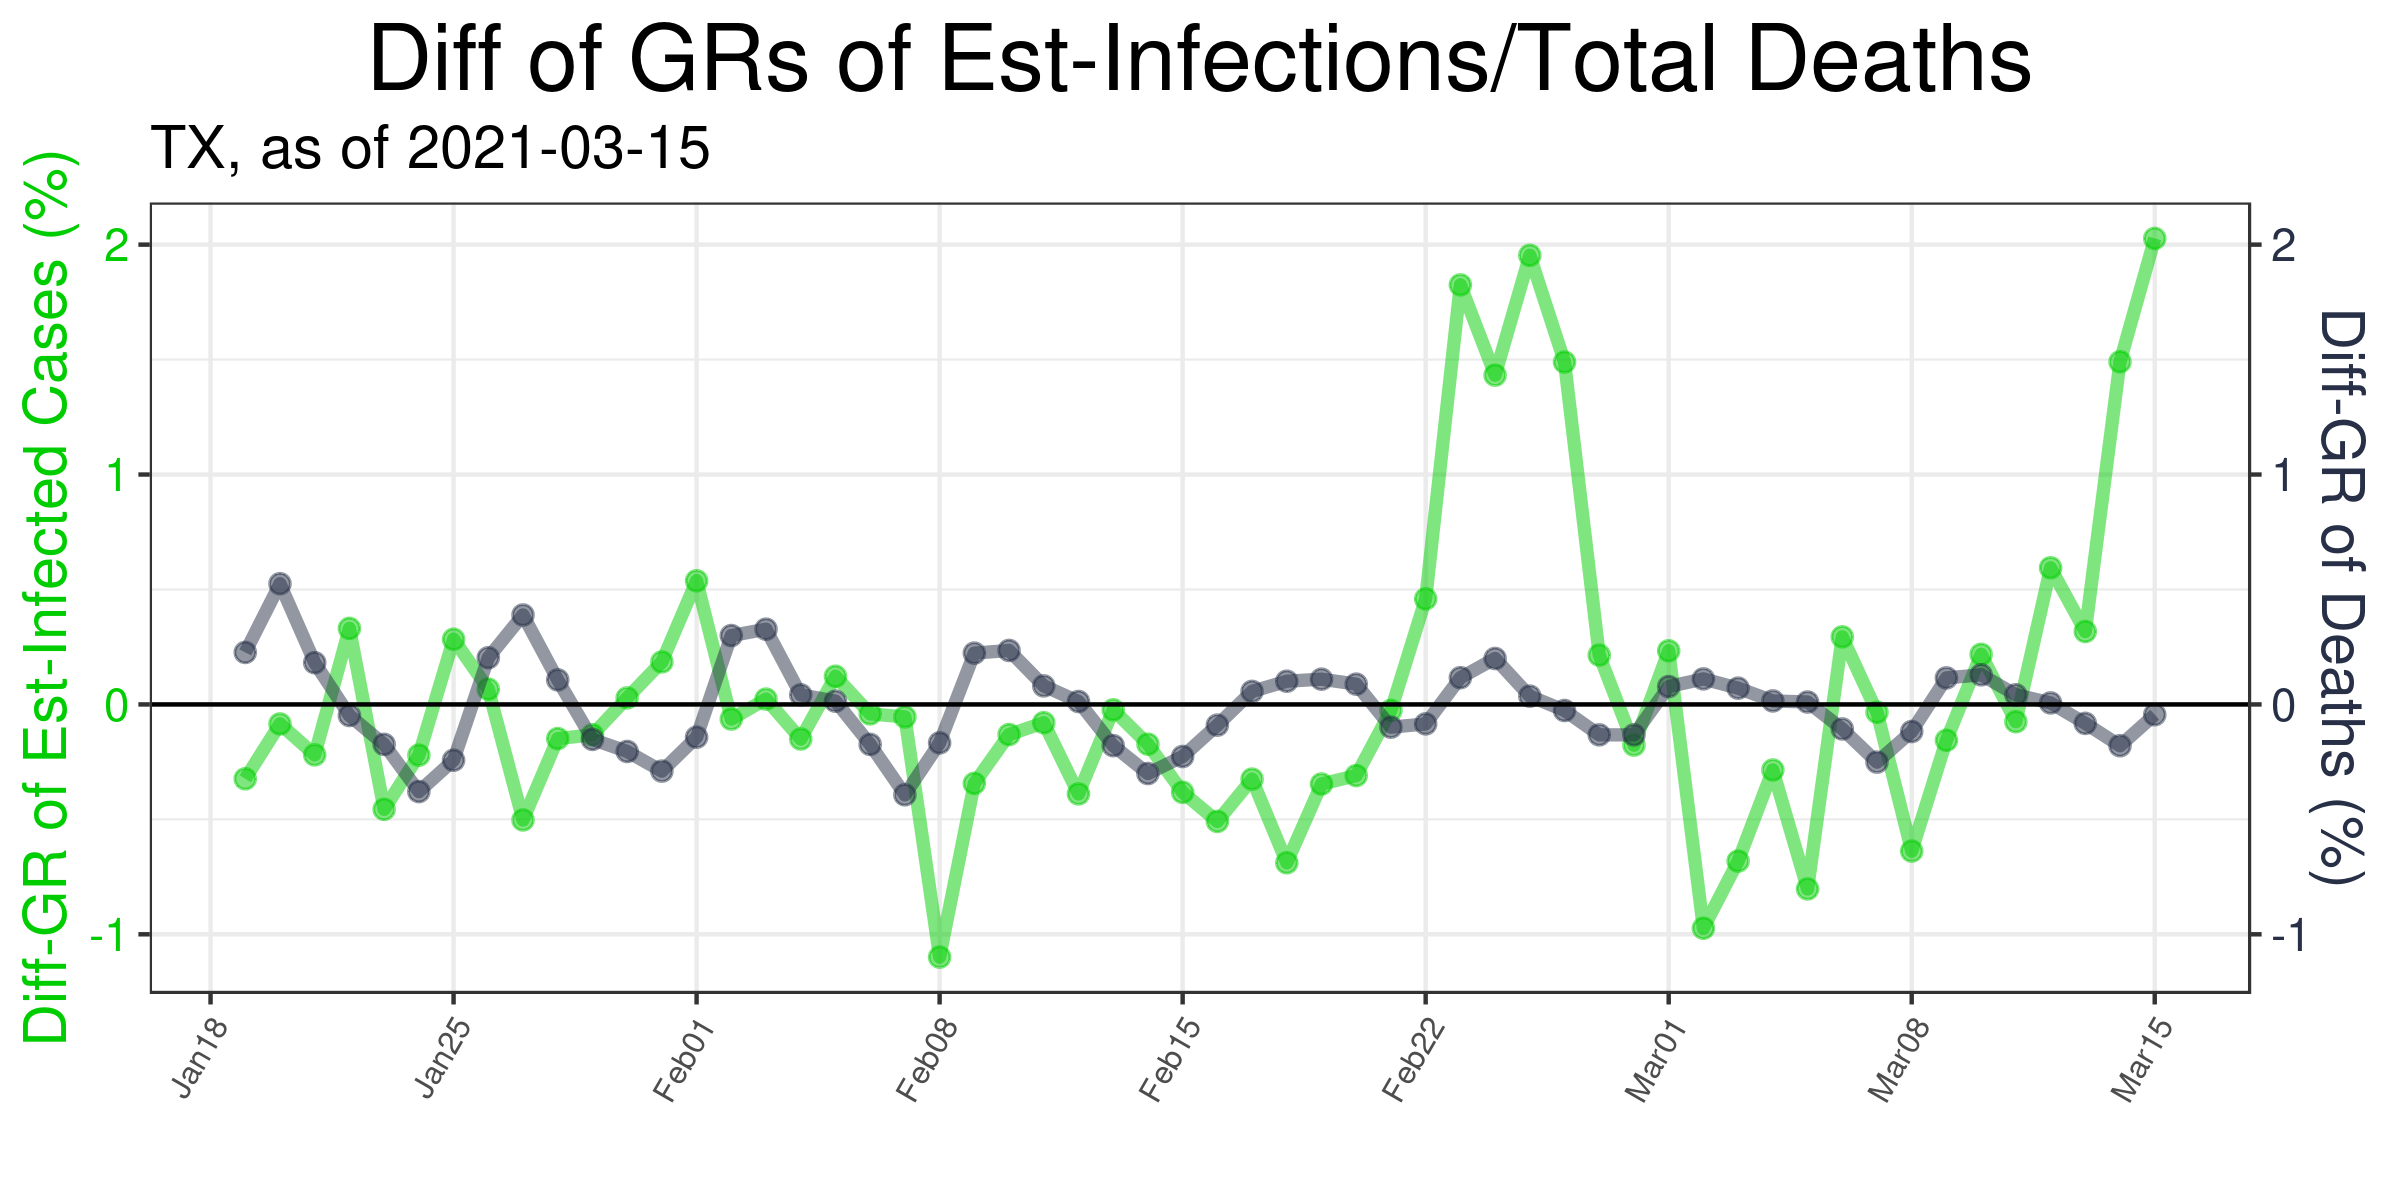 Diff of GRs of Est-Infections/Total Deaths
TX, as of 2021-03-15
Diff-GR of Est-Infected Cases (%)
2
1
0
-1
2
1
0
-1
Diff-GR of Deaths (%)
Jan18
Jan25
Feb01
Feb08
Feb15
Feb22
Mar01
Mar08
Mar15